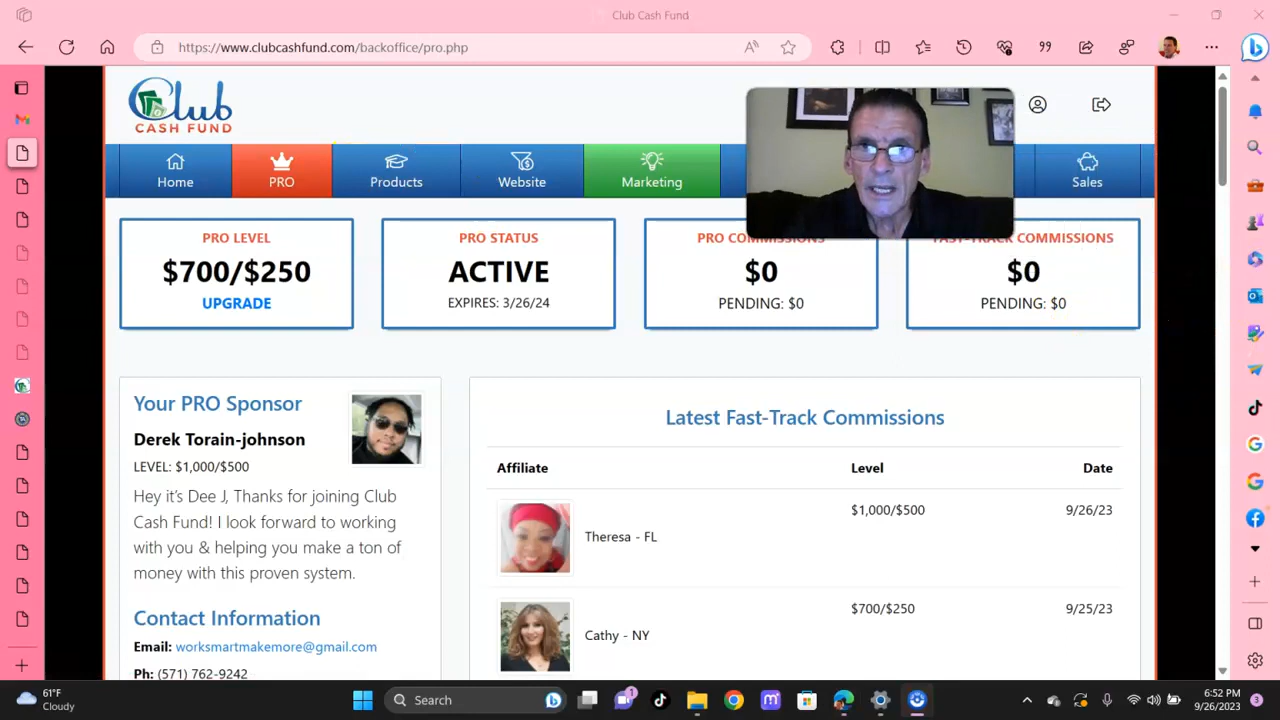 Club Cash Fund
https://www.clubcashfund.com/backoffice/pro.php
Club
CASH FUND
Home
PRO
Products
Website
Marketing
Sales
PRO LEVEL
$700/$250
UPGRADE
PRO STATUS
ACTIVE
EXPIRES: 3/26/24
PRO COMMISSIONS
$0
PENDING: $0
FAST-TRACK COMMISSIONS
$0
PENDING: $0
Your PRO Sponsor
Derek Torain-johnson
LEVEL: $1,000/$500
Hey it's Dee J, Thanks for joining Club
Cash Fund! I look forward to working
with you & helping you make a ton of
money with this proven system.
Contact Information
Email: worksmartmakemore@gmail.com
Ph: (571) 762-9242
Latest Fast-Track Commissions
Affiliate Level Date
Theresa - FL $1,000/$500 9/26/23
Cathy - NY $700/$250 9/25/23
61°F
Cloudy
Search
1
6:52 PM
9/26/2023
3